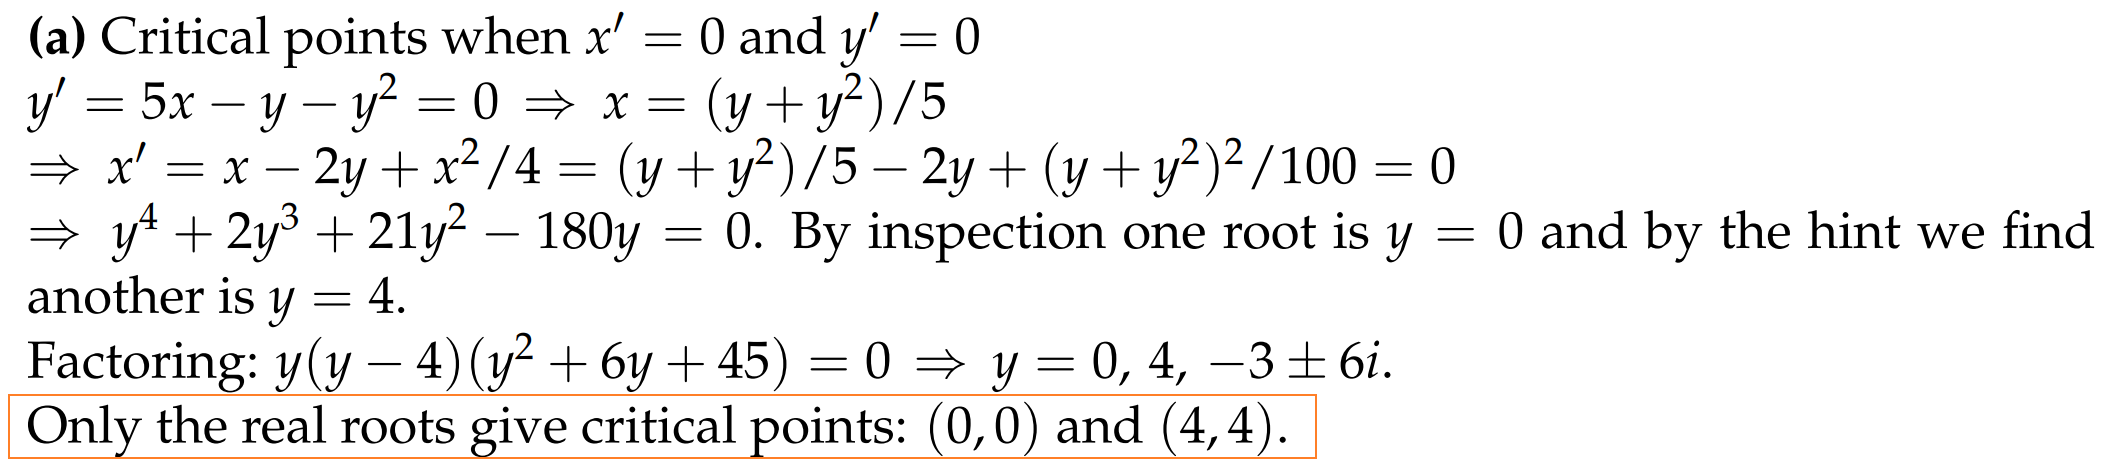 (a) Critical points when x′ = 0 and y′ = 0
y′ = 5x − y − y² = 0 ⇒ x = (y + y²)/5
⇒ x′ = x − 2y + x²/4 = (y + y²)/5 − 2y + (y + y²)²/100 = 0
⇒ y⁴ + 2y³ + 21y² − 180y = 0. By inspection one root is y = 0 and by the hint we find
another is y = 4.
Factoring: y(y − 4)(y² + 6y + 45) = 0 ⇒ y = 0, 4, −3 ± 6i.
Only the real roots give critical points: (0, 0) and (4, 4).